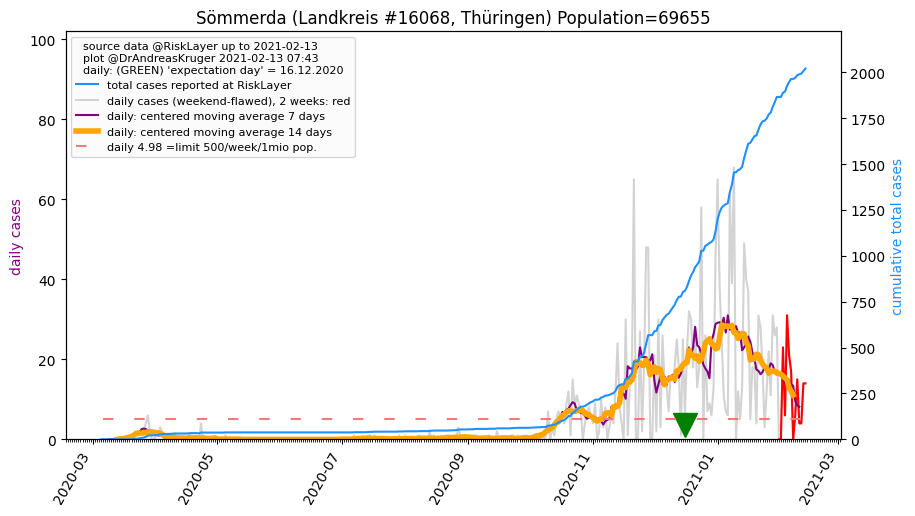 Sömmerda (Landkreis #16068, Thüringen) Population=69655
source data @RiskLayer up to 2021-02-13
plot @DrAndreasKruger 2021-02-13 07:43
daily: (GREEN) 'expectation day' = 16.12.2020
total cases reported at RiskLayer
daily cases (weekend-flawed), 2 weeks: red
daily: centered moving average 7 days
daily: centered moving average 14 days
daily 4.98 =limit 500/week/1mio pop.
daily cases
100
80
60
40
20
0
cumulative total cases
2000
1750
1500
1250
1000
750
500
250
0
2020-03
2020-05
2020-07
2020-09
2020-11
2021-01
2021-03